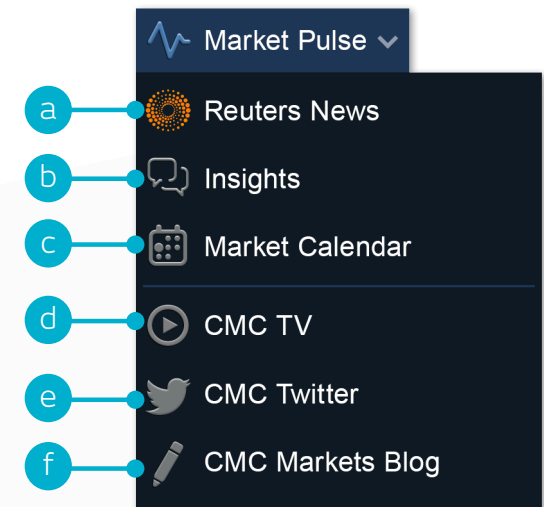 Market Pulse
a Reuters News
b Insights
c Market Calendar
d CMC TV
e CMC Twitter
f CMC Markets Blog